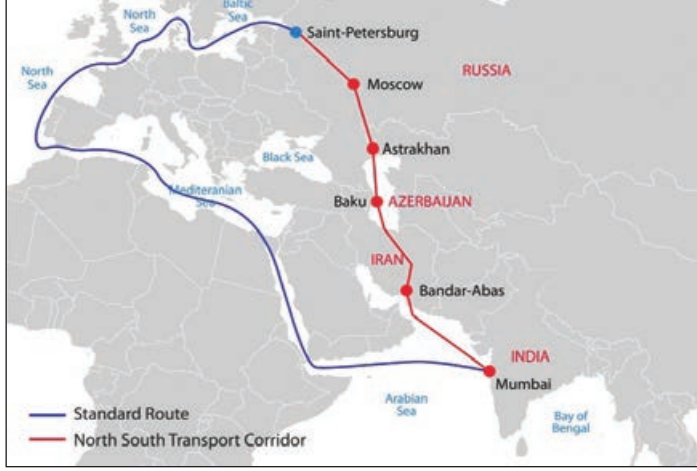 North
Sea
Baltic
Sea
Saint-Petersburg
North
Sea
Moscow
RUSSIA
Astrakhan
Black Sea
Mediteranian
Sea
Baku
AZERBAIJAN
IRAN
Bandar-Abas
INDIA
Mumbai
Arabian
Sea
Bay of
Bengal
Standard Route
North South Transport Corridor